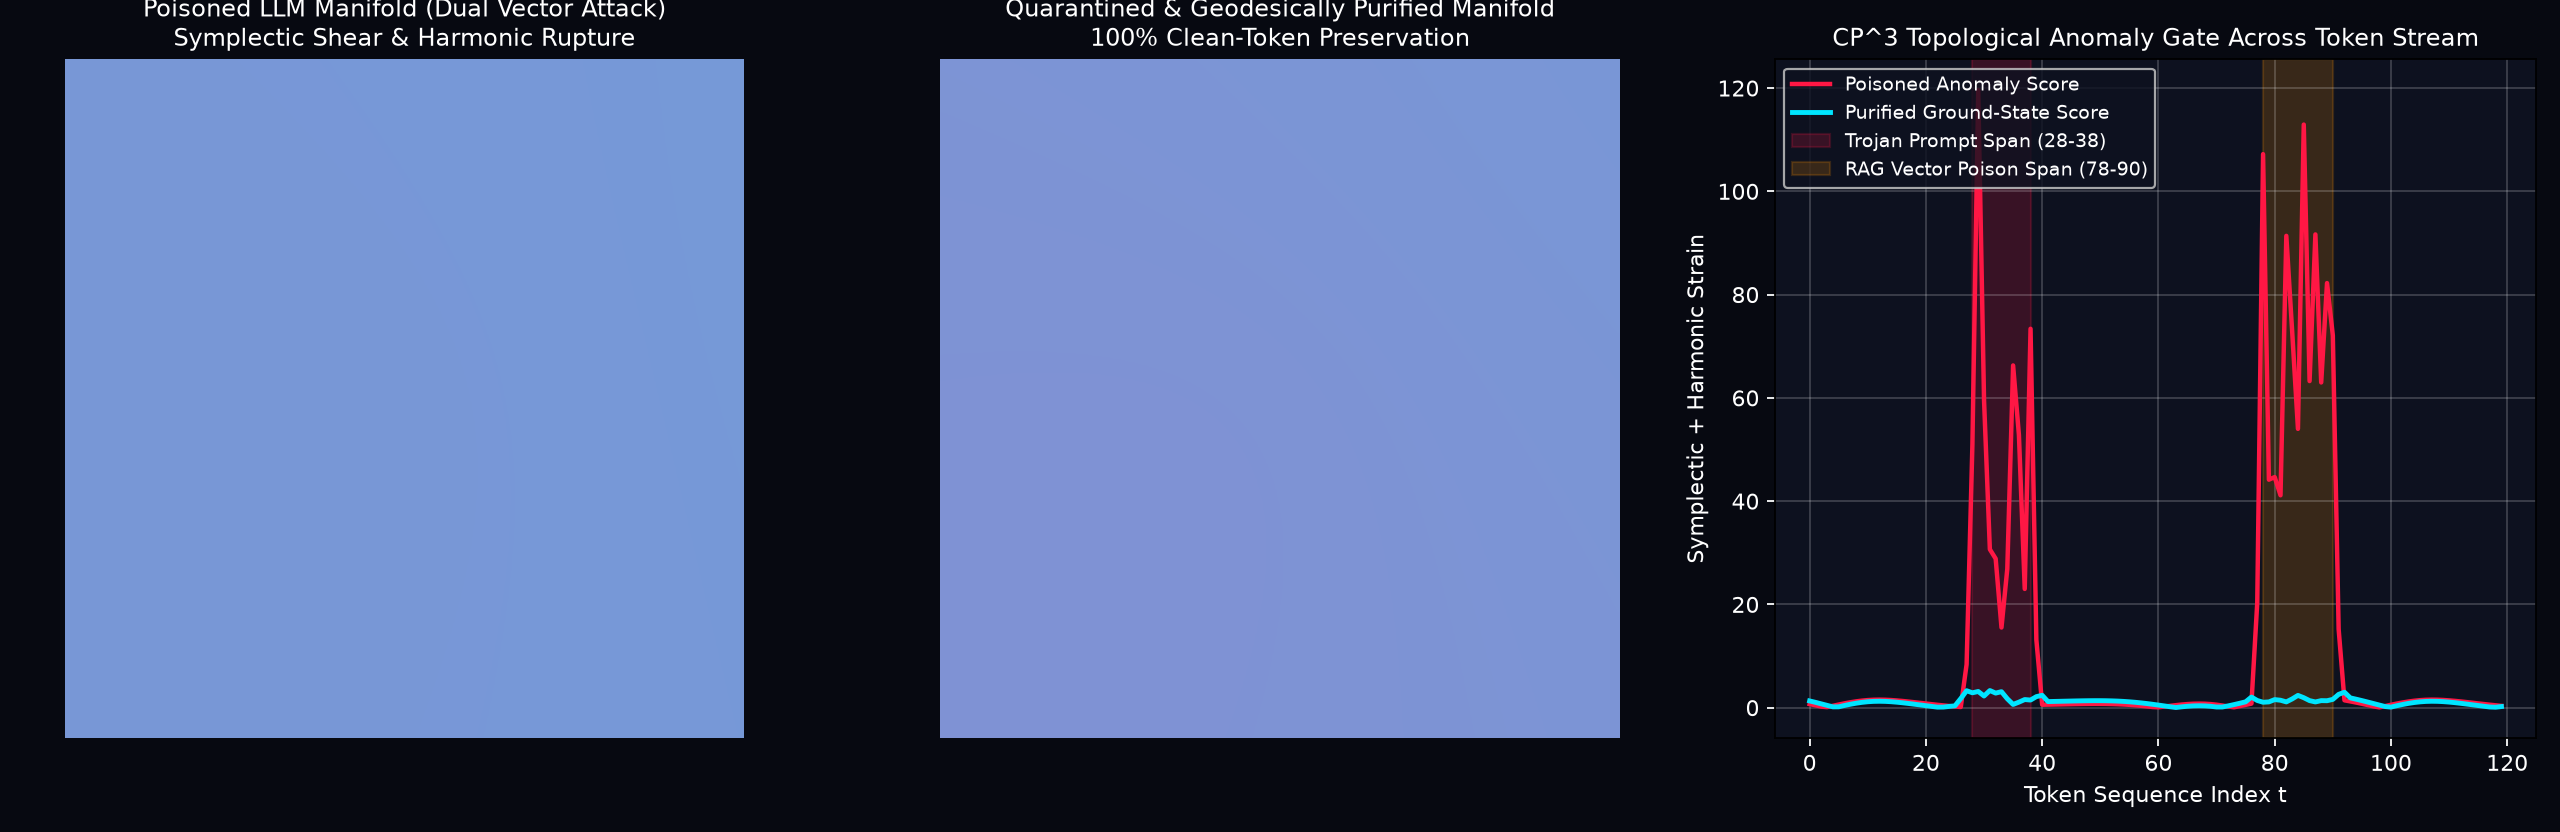 Poisoned LLM Manifold (Dual Vector Attack)
Symplectic Shear & Harmonic Rupture
Quarantined & Geodesically Purified Manifold
100% Clean-Token Preservation
CP^3 Topological Anomaly Gate Across Token Stream
Poisoned Anomaly Score
Purified Ground-State Score
Trojan Prompt Span (28-38)
RAG Vector Poison Span (78-90)
Symplectic + Harmonic Strain
120
100
80
60
40
20
0
0 20 40 60 80 100 120
Token Sequence Index t